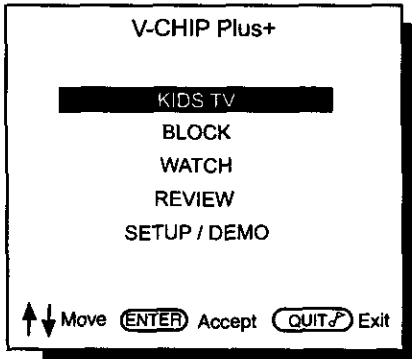 V-CHIP Plus+
KIDS TV
BLOCK
WATCH
REVIEW
SETUP / DEMO
Move ENTER Accept QUIT Exit